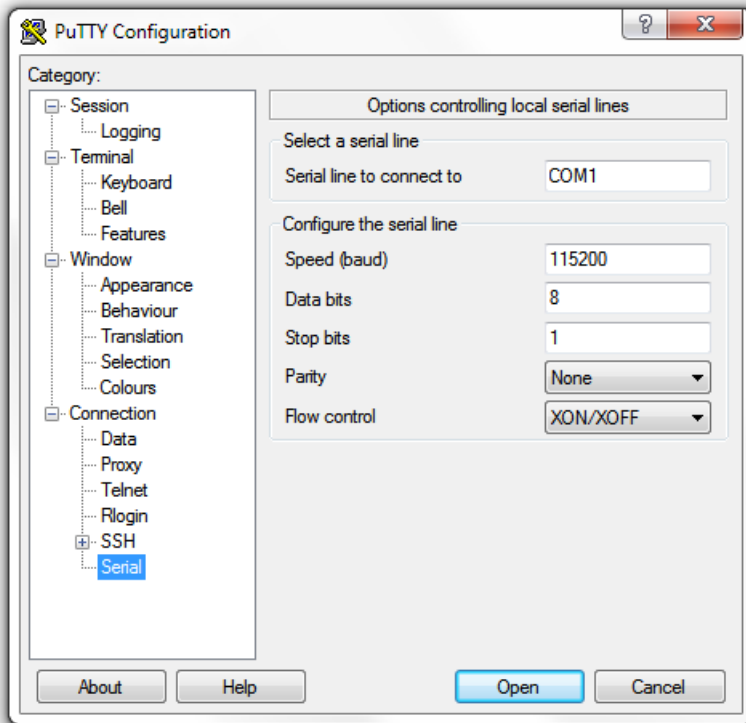 PuTTY Configuration
Category:
Session
Logging
Terminal
Keyboard
Bell
Features
Window
Appearance
Behaviour
Translation
Selection
Colours
Connection
Data
Proxy
Telnet
Rlogin
SSH
Serial
Options controlling local serial lines
Select a serial line
Serial line to connect to COM1
Configure the serial line
Speed (baud) 115200
Data bits 8
Stop bits 1
Parity None
Flow control XON/XOFF
About Help Open Cancel